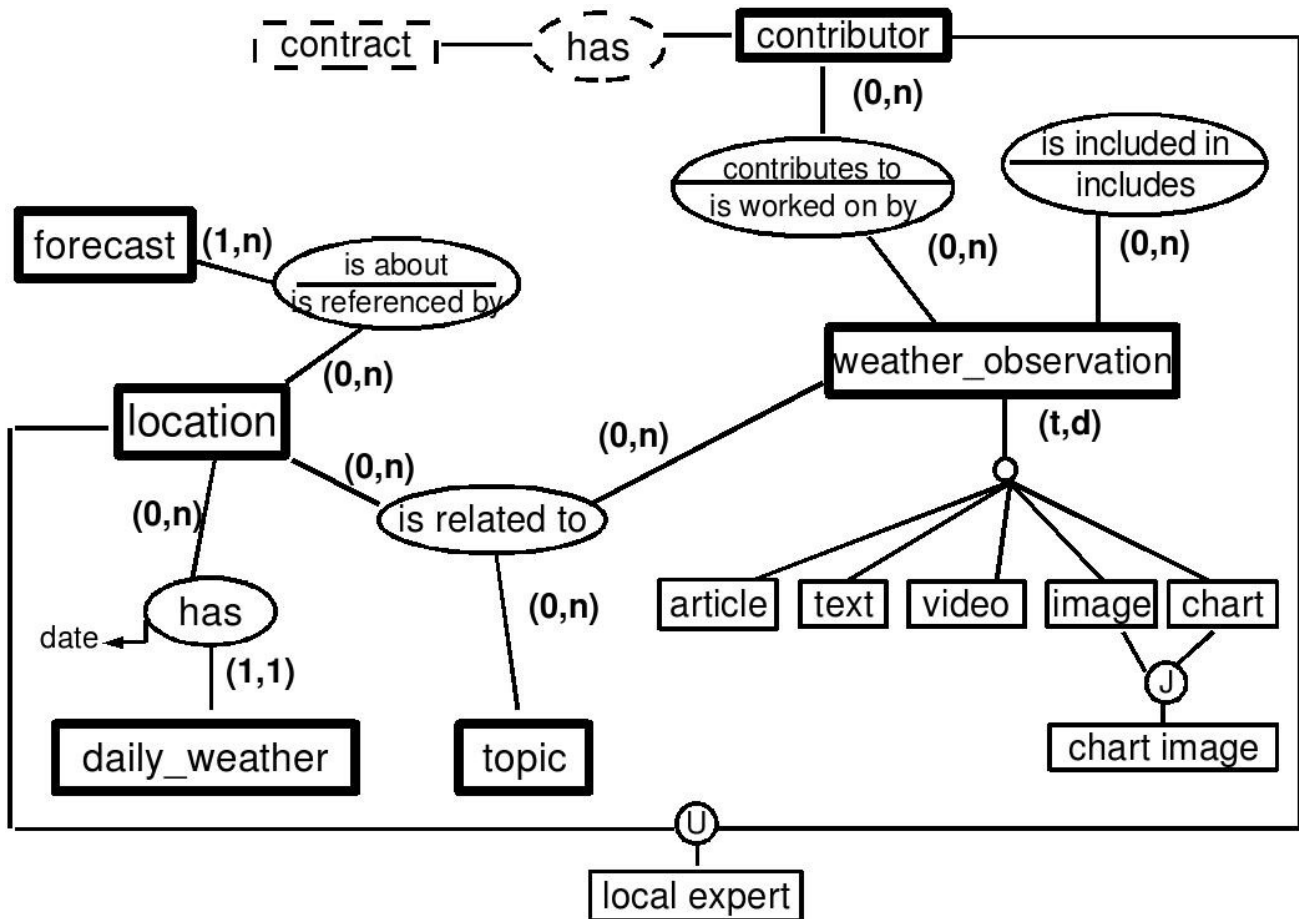 contract
has
contributor
(0,n)
is included in
includes
contributes to
is worked on by
(0,n)
(0,n)
forecast
(1,n)
is about
is referenced by
(0,n)
weather_observation
location
(t,d)
(0,n)
(0,n)
(0,n)
is related to
has
date
(1,1)
(0,n)
article
text
video
image
chart
J
chart image
daily_weather
topic
U
local expert